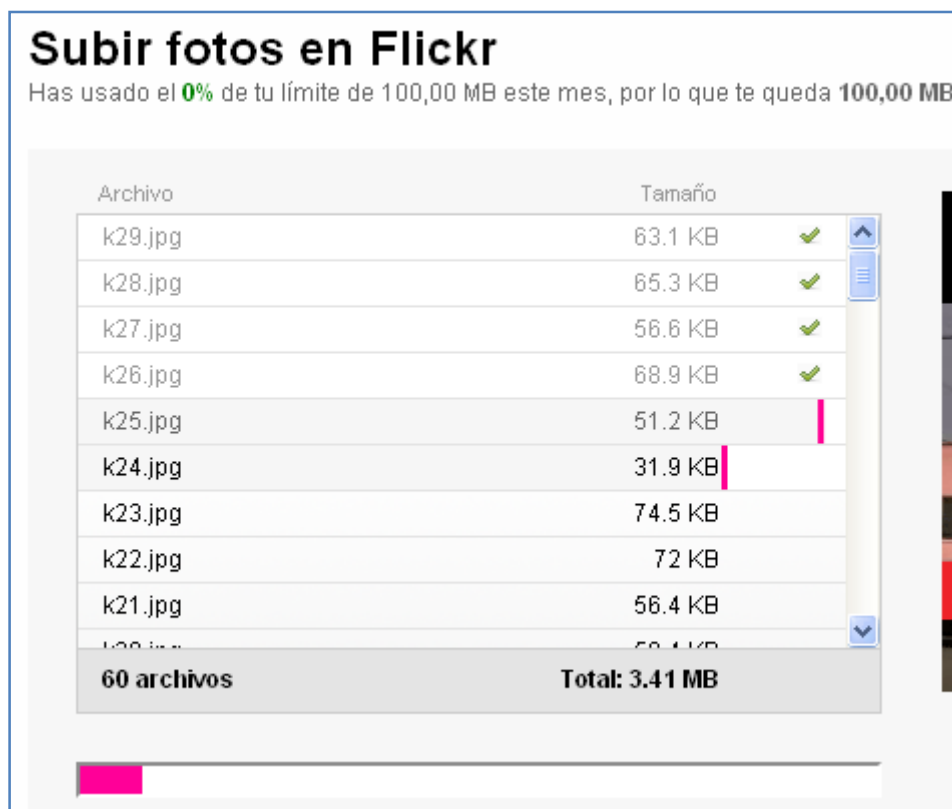 Subir fotos en Flickr
Has usado el 0% de tu límite de 100,00 MB este mes, por lo que te queda 100,00 MB
Archivo Tamaño
k29.jpg 63.1 KB
k28.jpg 65.3 KB
k27.jpg 56.6 KB
k26.jpg 68.9 KB
k25.jpg 51.2 KB
k24.jpg 31.9 KB
k23.jpg 74.5 KB
k22.jpg 72 KB
k21.jpg 56.4 KB
60 archivos Total: 3.41 MB